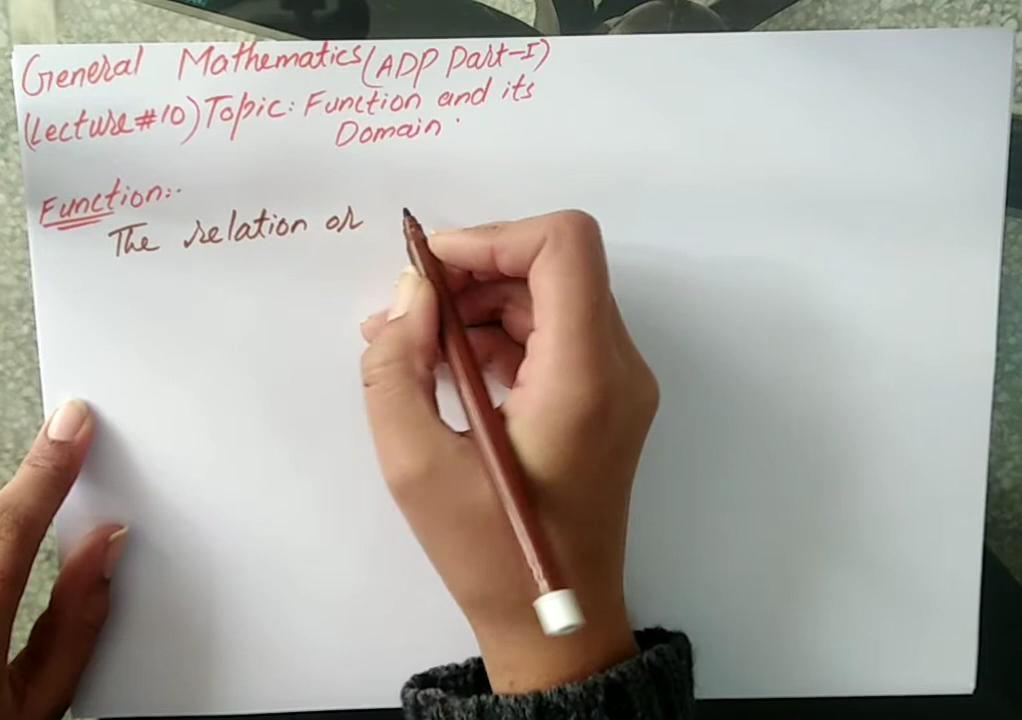 General Mathematics (ADP Part-I)
(Lecture #10) Topic: Function and its
Domain.
Function:-
The relation or